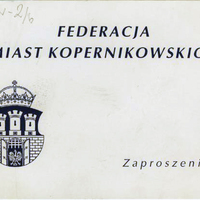 FEDERACJA
MIAST KOPERNIKOWSKIC
Zaproszeni